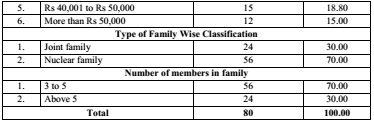 5. Rs 40,001 to Rs 50,000 15 18.80
6. More than Rs 50,000 12 15.00
Type of Family Wise Classification
1. Joint family 24 30.00
2. Nuclear family 56 70.00
Number of members in family
1. 3 to 5 56 70.00
2. Above 5 24 30.00
Total 80 100.00